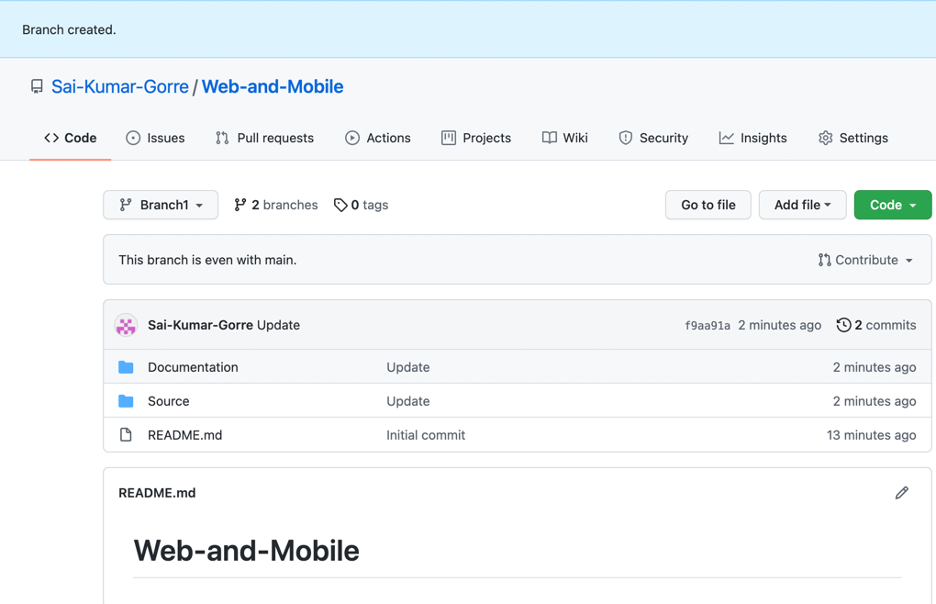 Branch created.
Sai-Kumar-Gorre / Web-and-Mobile
Code Issues Pull requests Actions Projects Wiki Security Insights Settings
Branch1 2 branches 0 tags Go to file Add file Code
This branch is even with main. Contribute
Sai-Kumar-Gorre Update f9aa91a 2 minutes ago 2 commits
Documentation Update 2 minutes ago
Source Update 2 minutes ago
README.md Initial commit 13 minutes ago
README.md
Web-and-Mobile